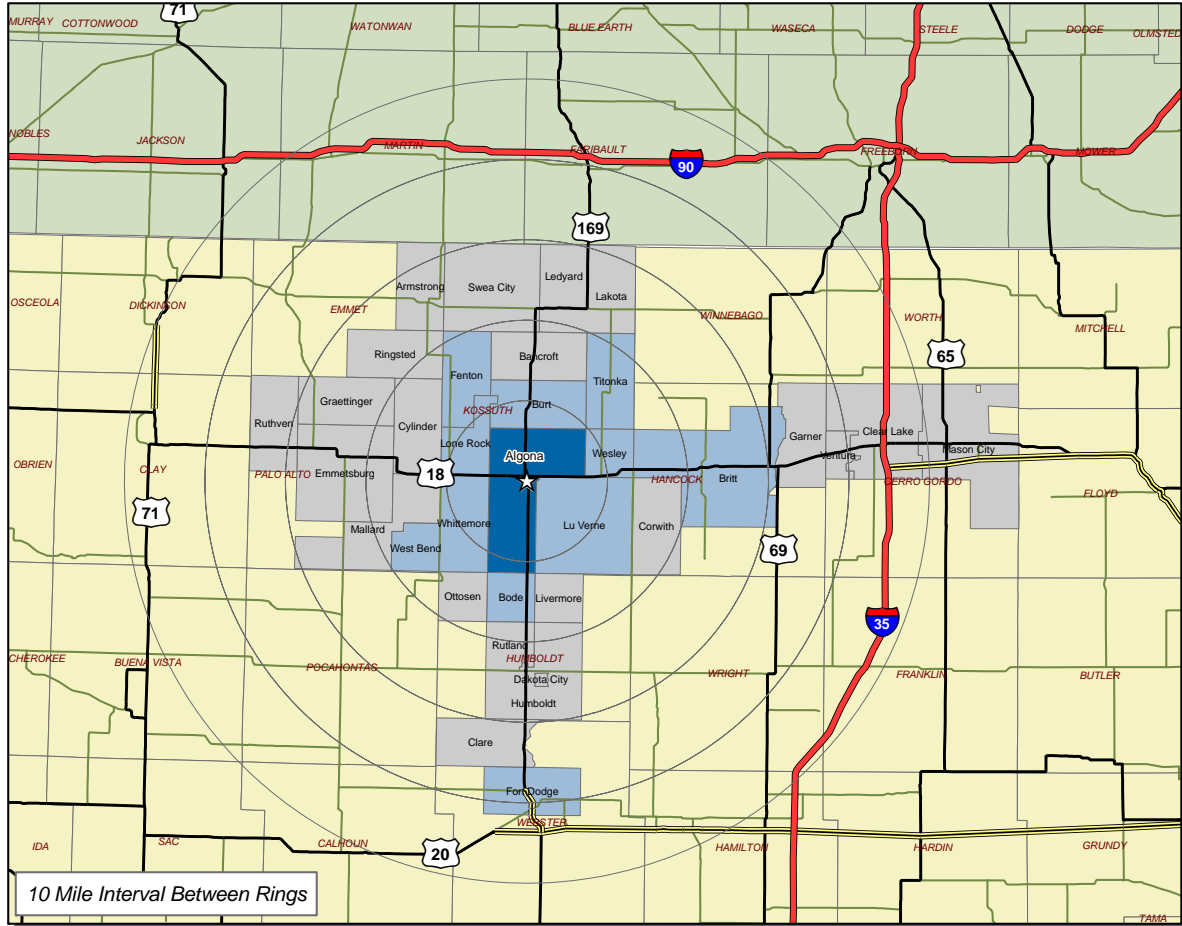 71
MURRAY
COTTONWOOD
WATONWAN
BLUE EARTH
WASECA
STEELE
DODGE
OLMSTED
NOBLES
JACKSON
MARTIN
FARIBAULT
FREEBORN
MOWER
90
169
OSCEOLA
DICKINSON
EMMET
Armstrong
Swea City
Ledyard
Lakota
WINNEBAGO
WORTH
MITCHELL
65
Ringsted
Bancroft
Fenton
Titonka
Graettinger
Burt
KOSSUTH
Ruthven
Cylinder
Lone Rock
Algona
Wesley
Garner
Clear Lake
Ventura
Mason City
OBRIEN
CLAY
PALO ALTO
Emmetsburg
18
HANCOCK
Britt
CERRO GORDO
FLOYD
71
Mallard
Whittemore
Lu Verne
Corwith
West Bend
69
Ottosen
Bode
Livermore
35
Rutland
HUMBOLDT
CHEROKEE
BUENA VISTA
POCAHONTAS
Dakota City
WRIGHT
FRANKLIN
BUTLER
Humboldt
Clare
Fort Dodge
WEBSTER
IDA
SAC
CALHOUN
20
HAMILTON
HARDIN
GRUNDY
10 Mile Interval Between Rings
TAMA